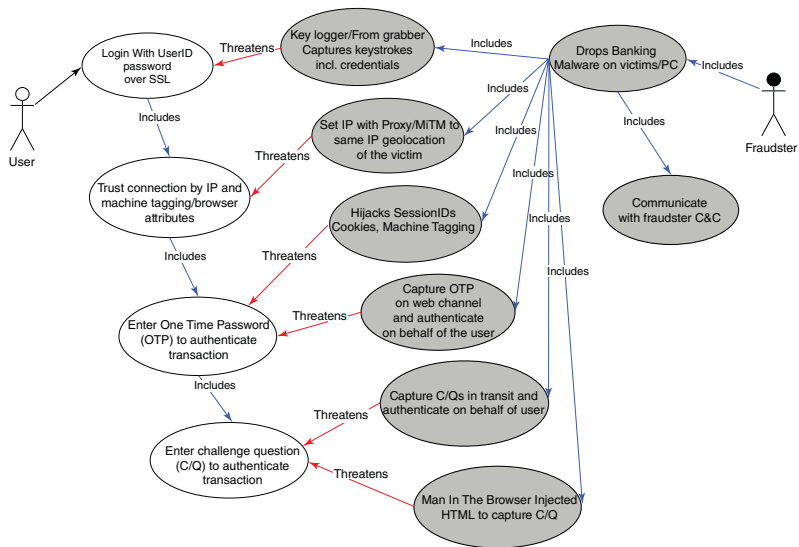 Key logger/From grabber
Captures keystrokes
incl. credentials
Threatens
Includes
Drops Banking
Malware on victims/PC
Includes
Login With UserID
password
over SSL
Includes
Includes
Includes
User
Fraudster
Includes
Set IP with Proxy/MiTM to
same IP geolocation
of the victim
Threatens
Includes
Trust connection by IP and
machine tagging/browser
attributes
Communicate
with fraudster C&C
Hijacks SessionIDs
Cookies, Machine Tagging
Includes
Includes
Includes
Threatens
Capture OTP
on web channel
and authenticate
on behalf of the user
Threatens
Enter One Time Password
(OTP) to authenticate
transaction
Includes
Capture C/Qs in transit and
authenticate on behalf of user
Threatens
Enter challenge question
(C/Q) to authenticate
transaction
Threatens
Man In The Browser Injected
HTML to capture C/Q